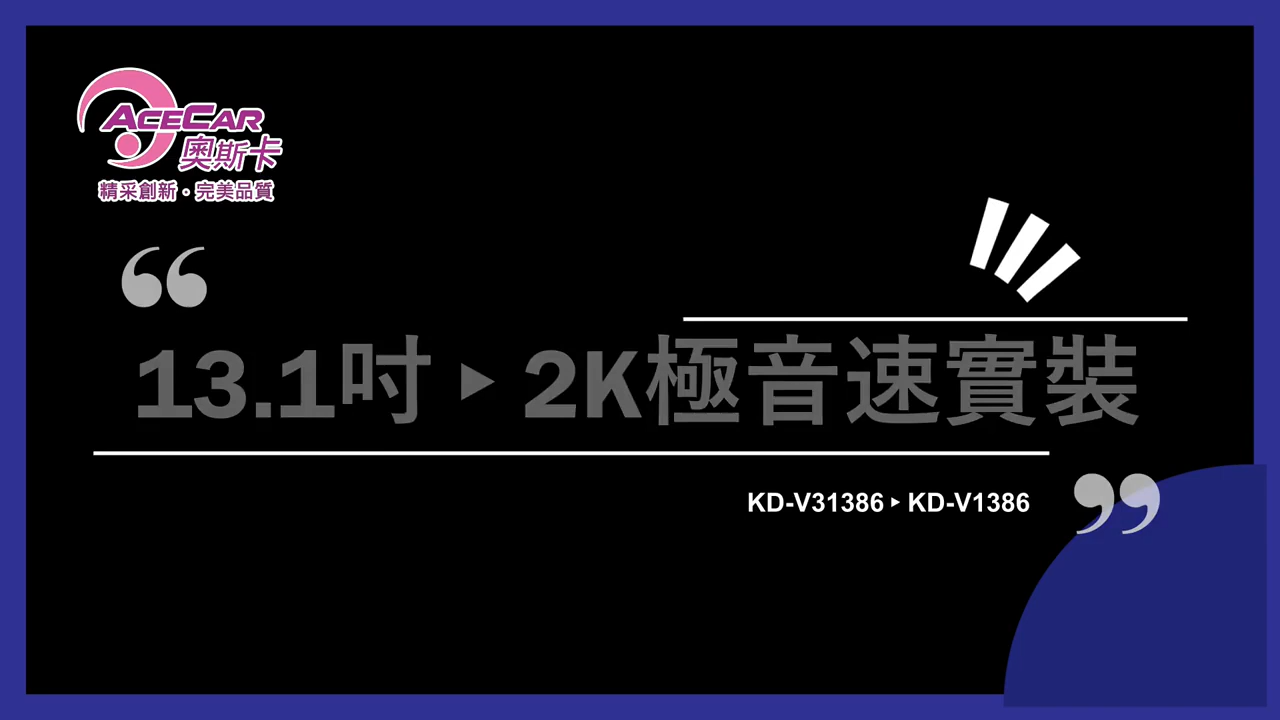 ACECAR
奧斯卡
精采創新・完美品質
“
13.1吋▶2K極音速實裝
KD-V31386▶KD-V1386
”